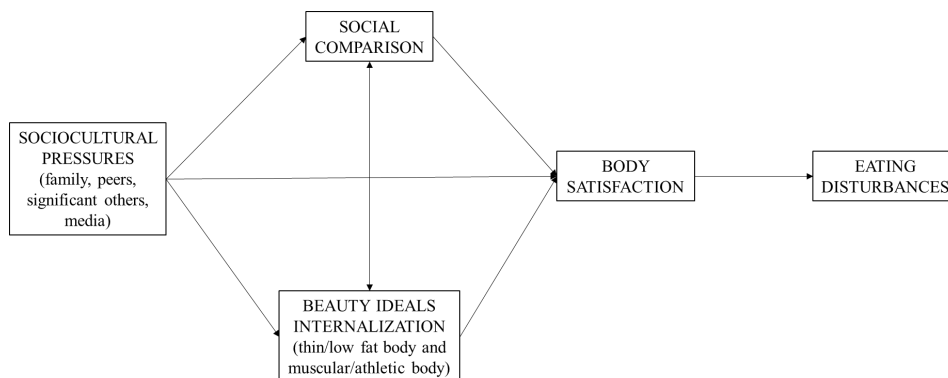 SOCIAL
COMPARISON
SOCIOCULTURAL
PRESSURES
(family, peers,
significant others,
media)
BODY
SATISFACTION
EATING
DISTURBANCES
BEAUTY IDEALS
INTERNALIZATION
(thin/low fat body and
muscular/athletic body)